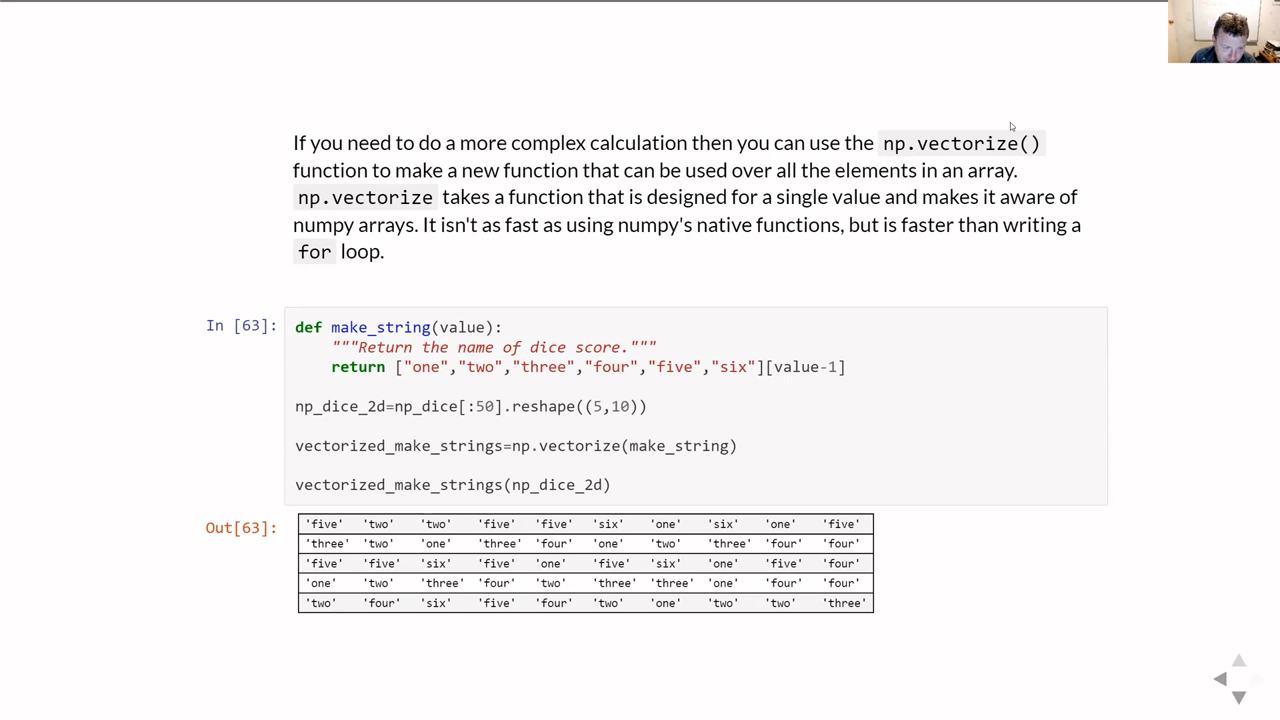 If you need to do a more complex calculation then you can use the np.vectorize()
function to make a new function that can be used over all the elements in an array.
np.vectorize takes a function that is designed for a single value and makes it aware of
numpy arrays. It isn't as fast as using numpy's native functions, but is faster than writing a
for loop.
In [63]:
def make_string(value):
    """Return the name of dice score."""
    return ["one","two","three","four","five","six"][value-1]
np_dice_2d=np_dice[:50].reshape((5,10))
vectorized_make_strings=np.vectorize(make_string)
vectorized_make_strings(np_dice_2d)
Out[63]:
'five' 'two' 'two' 'five' 'five' 'six' 'one' 'six' 'one' 'five'
'three' 'two' 'one' 'three' 'four' 'one' 'two' 'three' 'four' 'four'
'five' 'five' 'six' 'five' 'one' 'five' 'six' 'one' 'five' 'four'
'one' 'two' 'three' 'four' 'two' 'three' 'three' 'one' 'four' 'four'
'two' 'four' 'six' 'five' 'four' 'two' 'one' 'two' 'two' 'three'